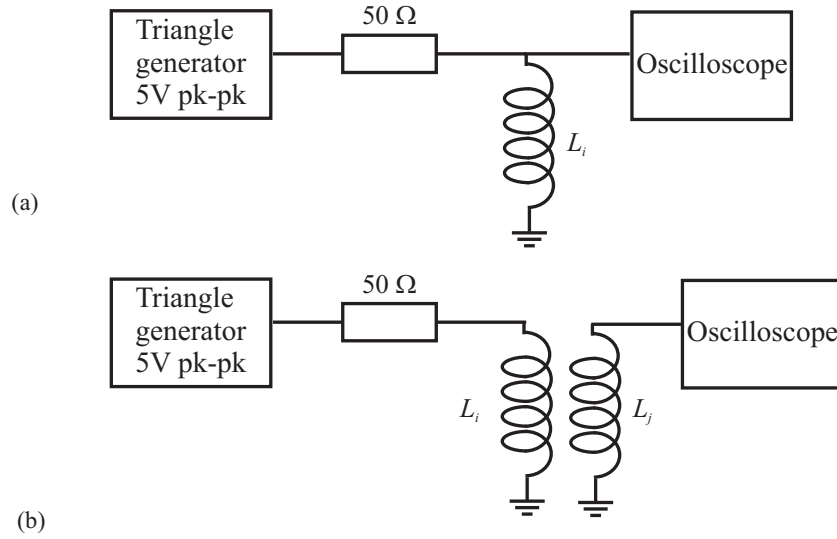 50 Ω
Triangle
generator
5V pk-pk
Oscilloscope
L_i
(a)
50 Ω
Triangle
generator
5V pk-pk
Oscilloscope
L_i
L_j
(b)